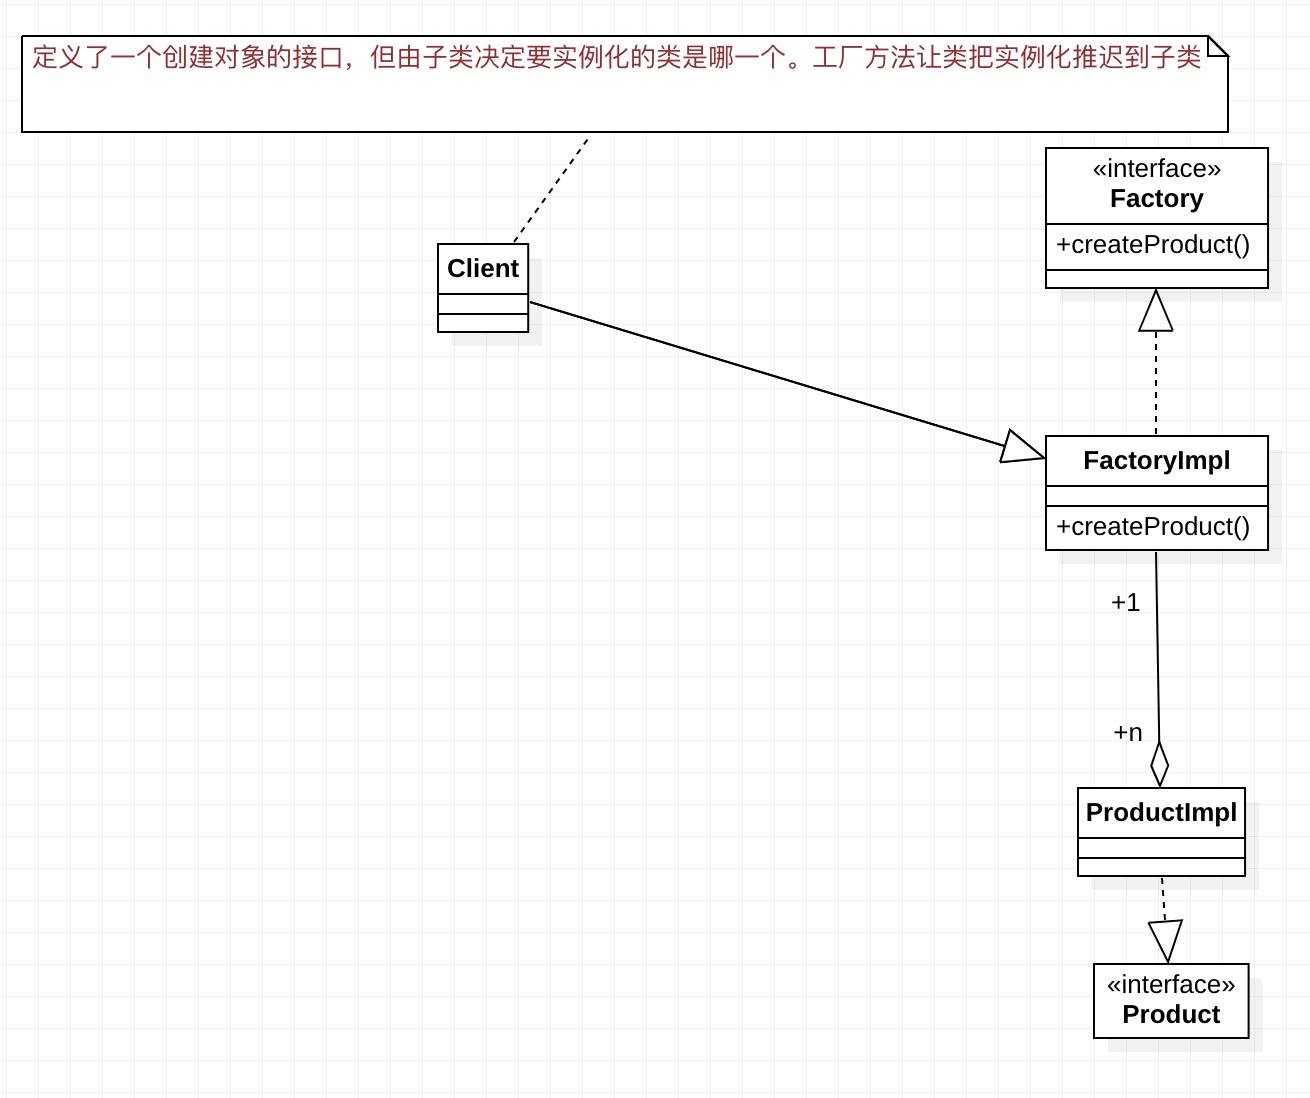 定义了一个创建对象的接口，但由子类决定要实例化的类是哪一个。工厂方法让类把实例化推迟到子类
«interface»
Factory
+createProduct()
Client
FactoryImpl
+createProduct()
+1
+n
ProductImpl
«interface»
Product